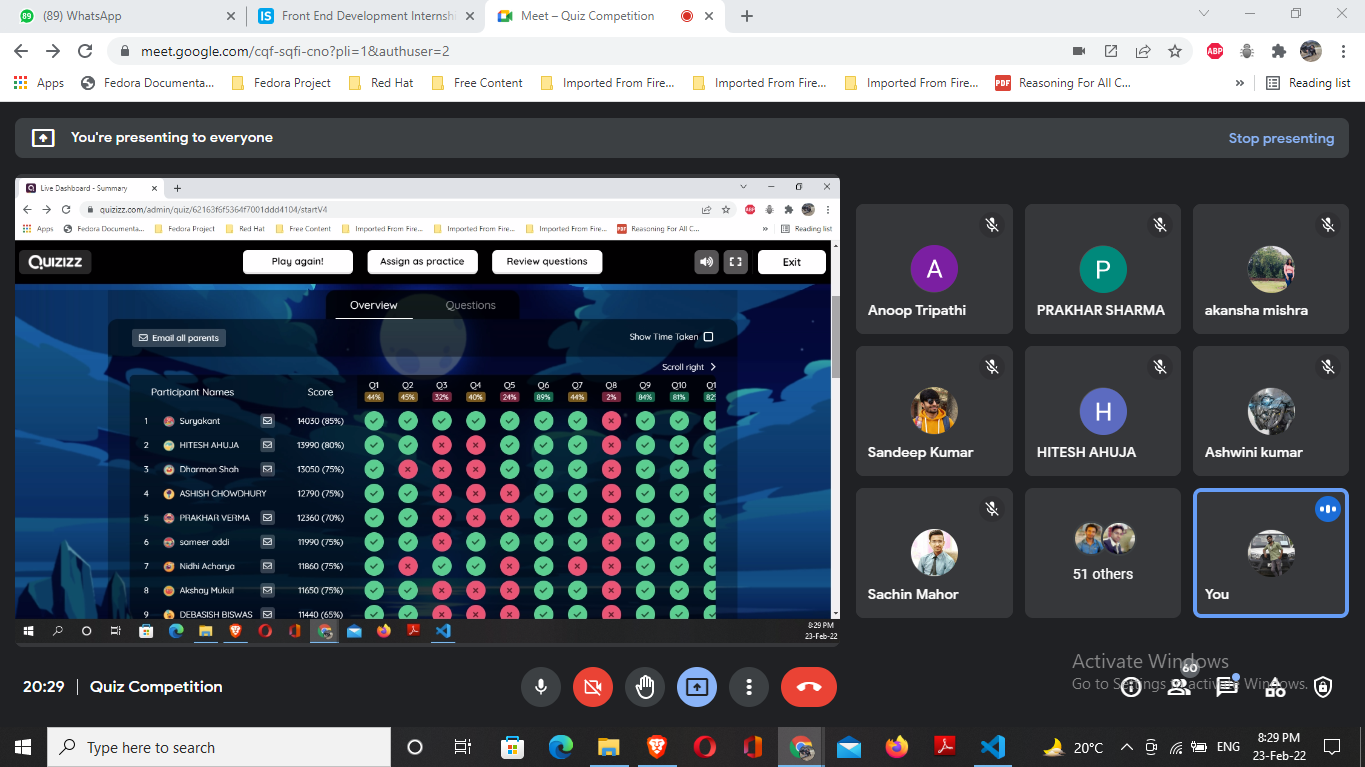 (89) WhatsApp
Front End Development Internshi
Meet – Quiz Competition
meet.google.com/cqf-sqfi-cno?pli=1&authuser=2
ABP
Apps
Fedora Documenta...
Fedora Project
Red Hat
Free Content
Imported From Fire...
Imported From Fire...
Imported From Fire...
PDF
Reasoning For All C...
»
Reading list
You're presenting to everyone
Stop presenting
Live Dashboard - Summary
quizizz.com/admin/quiz/62163f6f5364f7001ddd4104/startV4
Apps
Fedora Documenta...
Fedora Project
Red Hat
Free Content
Imported From Fire...
Imported From Fire...
Imported From Fire...
Reasoning For All C...
»
Reading list
Quizizz
Play again!
Assign as practice
Review questions
Exit
Overview
Questions
Email all parents
Show Time Taken
Scroll right
Participant Names Score Q1 Q2 Q3 Q4 Q5 Q6 Q7 Q8 Q9 Q10 Q1
44% 45% 32% 40% 24% 89% 44% 2% 84% 81% 82
1 Suryakant 14030 (85%)
2 HITESH AHUJA 13990 (80%)
3 Dharman Shah 13050 (75%)
4 ASHISH CHOWDHURY 12790 (75%)
5 PRAKHAR VERMA 12360 (70%)
6 sameer addi 11990 (75%)
7 Nidhi Acharya 11860 (75%)
8 Akshay Mukul 11650 (75%)
9 DEBASISH BISWAS 11440 (65%)
8:29 PM
23-Feb-22
A
Anoop Tripathi
P
PRAKHAR SHARMA
akansha mishra
Sandeep Kumar
H
HITESH AHUJA
Ashwini kumar
Sachin Mahor
51 others
You
20:29 | Quiz Competition
60
Activate Windows
Go to Settings to activate Windows.
Type here to search
20°C
ENG
8:29 PM
23-Feb-22